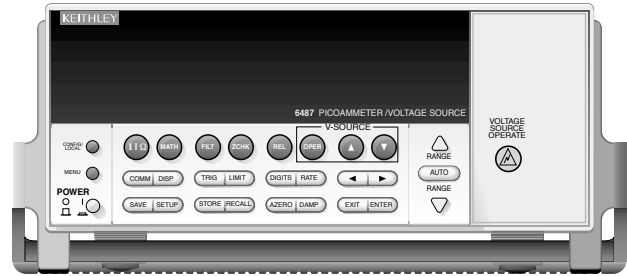 KEITHLEY
6487 PICOAMMETER /VOLTAGE SOURCE
VOLTAGE
SOURCE
OPERATE
V-SOURCE
CONFIG/
LOCAL
I | Ω MATH FILT ZCHK REL OPER
RANGE
MENU
COMM DISP TRIG LIMIT DIGITS RATE
AUTO
POWER
RANGE
O I
SAVE SETUP STORE RECALL AZERO DAMP EXIT ENTER